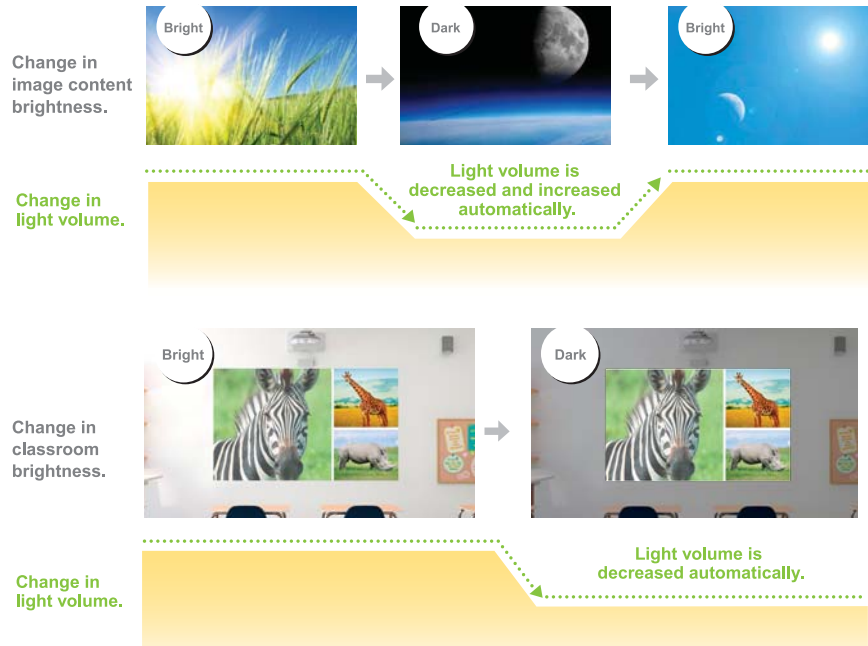 Bright
Dark
Bright
Change in
image content
brightness.
Light volume is
decreased and increased
automatically.
Change in
light volume.
Bright
Dark
Change in
classroom
brightness.
Light volume is
decreased automatically.
Change in
light volume.